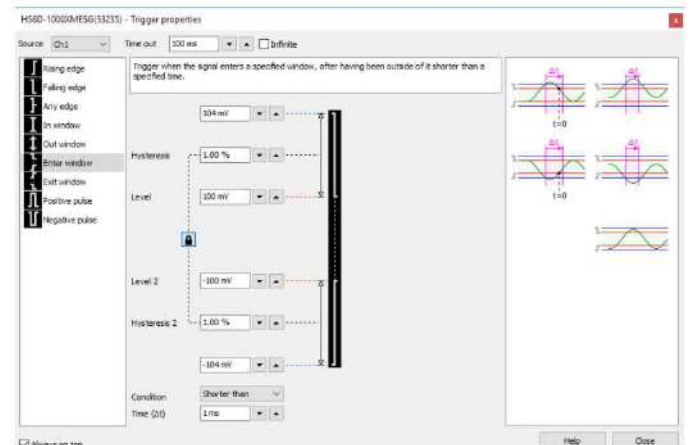 HS6D-1000XMESG(53235) - Trigger properties
Source Ch1 Time out 100 ms Infinite
Rising edge
Falling edge
Any edge
In window
Out window
Enter window
Exit window
Positive pulse
Negative pulse
Trigger when the signal enters a specified window, after having been outside of it shorter than a
specified time.
104 mV
Hysteresis 1.00 %
Level 100 mV
Level 2 -100 mV
Hysteresis 2 1.00 %
-104 mV
Condition Shorter than
Time (Δt) 1 ms
Δt Δt
t=0
Δt Δt
t=0
Always on top
Help Close